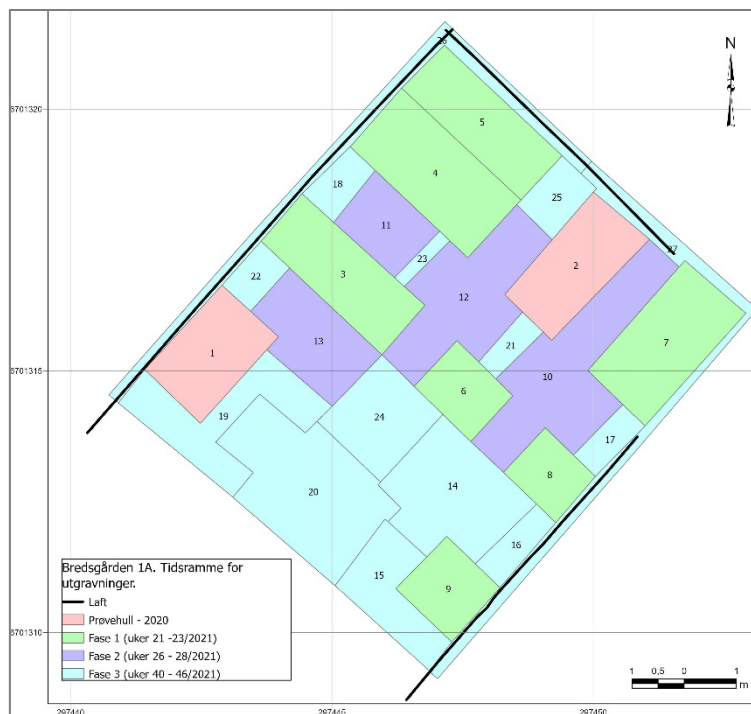 26
N
6701320
5
4
18
25
11
27
23
2
3
22
12
7
13
21
1
6701315
10
6
24
19
17
8
14
20
16
15
9
Bredsgården 1A. Tidsramme for
utgravninger.
Laft
Prøvehull - 2020
Fase 1 (uker 21 -23/2021)
Fase 2 (uker 26 - 28/2021)
Fase 3 (uker 40 - 46/2021)
6701310
1 0,5 0 1
m
297440 297445 297450